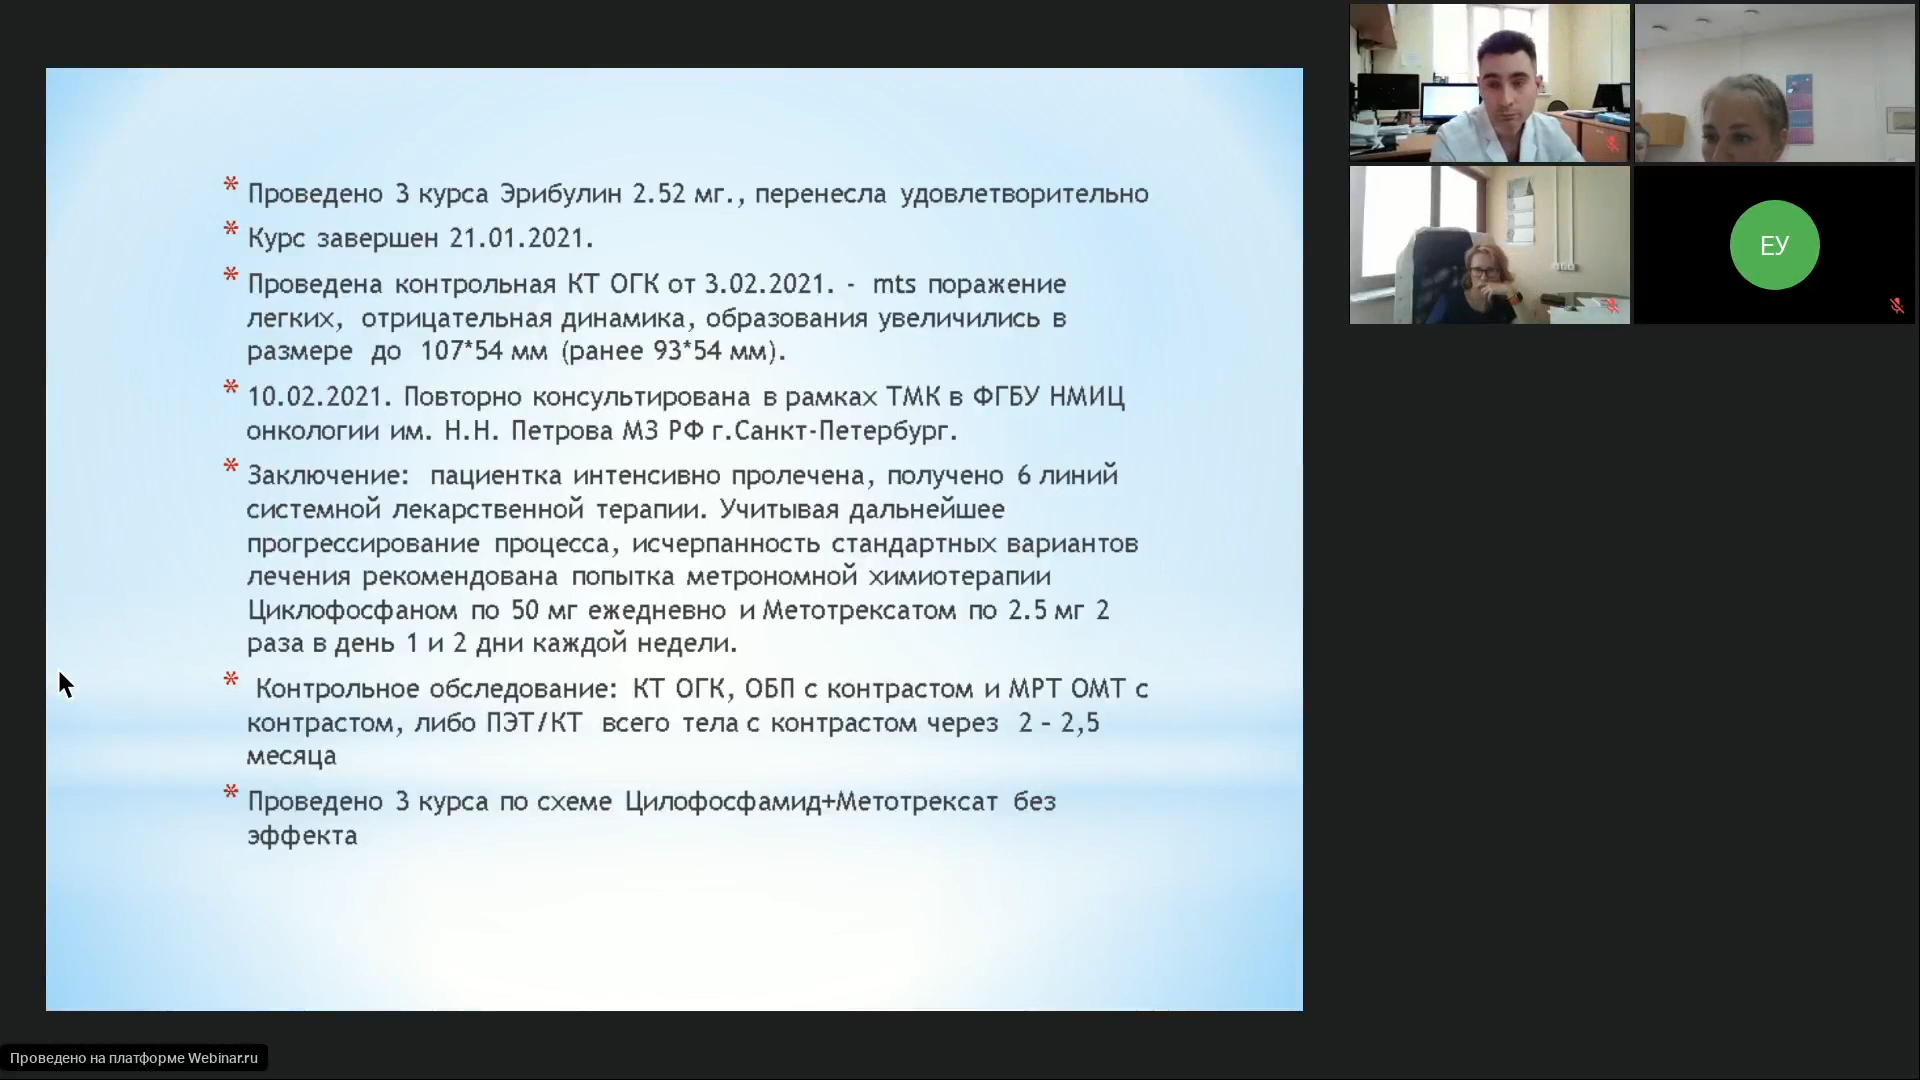 * Проведено 3 курса Эрибулин 2.52 мг., перенесла удовлетворительно
* Курс завершен 21.01.2021.
* Проведена контрольная КТ ОГК от 3.02.2021. - mts поражение
легких, отрицательная динамика, образования увеличились в
размере до 107*54 мм (ранее 93*54 мм).
* 10.02.2021. Повторно консультирована в рамках ТМК в ФГБУ НМИЦ
онкологии им. Н.Н. Петрова МЗ РФ г.Санкт-Петербург.
* Заключение: пациентка интенсивно пролечена, получено 6 линий
системной лекарственной терапии. Учитывая дальнейшее
прогрессирование процесса, исчерпанность стандартных вариантов
лечения рекомендована попытка метрономной химиотерапии
Циклофосфаном по 50 мг ежедневно и Метотрексатом по 2.5 мг 2
раза в день 1 и 2 дни каждой недели.
* Контрольное обследование: КТ ОГК, ОБП с контрастом и МРТ ОМТ с
контрастом, либо ПЭТ/КТ всего тела с контрастом через 2 – 2,5
месяца
* Проведено 3 курса по схеме Цилофосфамид+Метотрексат без
эффекта
ЕУ
Проведено на платформе Webinar.ru